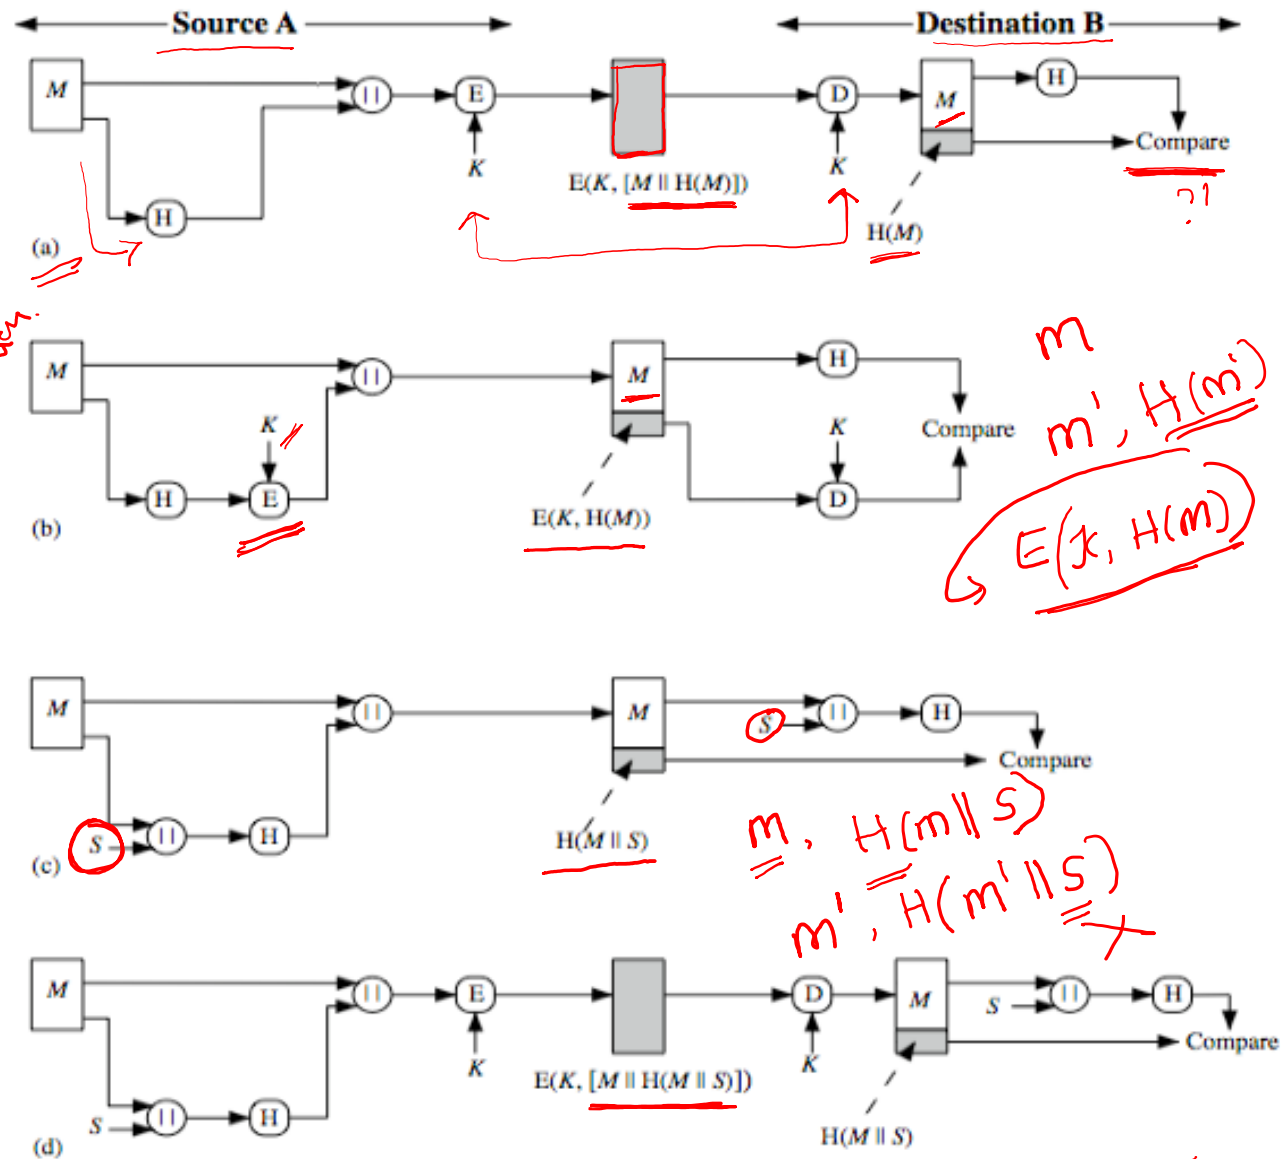 Source A
Destination B
M
||
E
D
M
H
K
K
Compare
E(K, [M || H(M)])
H
H(M)
?!
(a)
m
M
||
M
H
m', H(m')
K
K
Compare
H
E
D
E(K, H(M))
E(K, H(m))
(b)
M
||
M
S
||
H
Compare
S
||
H
H(M || S)
m, H(m||S)
(c)
m', H(m'||S)
M
||
E
D
M
S
||
H
K
K
Compare
E(K, [M || H(M || S)])
S
||
H
H(M || S)
(d)